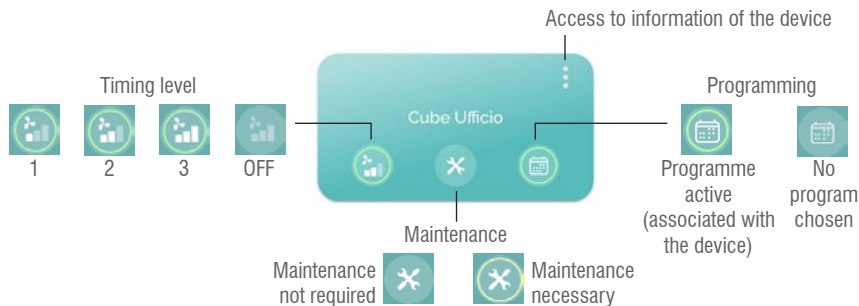 Access to information of the device
Timing level
Programming
Cube Ufficio
1
2
3
OFF
Programme
active
(associated with
the device)
No
program
chosen
Maintenance
Maintenance
not required
Maintenance
necessary